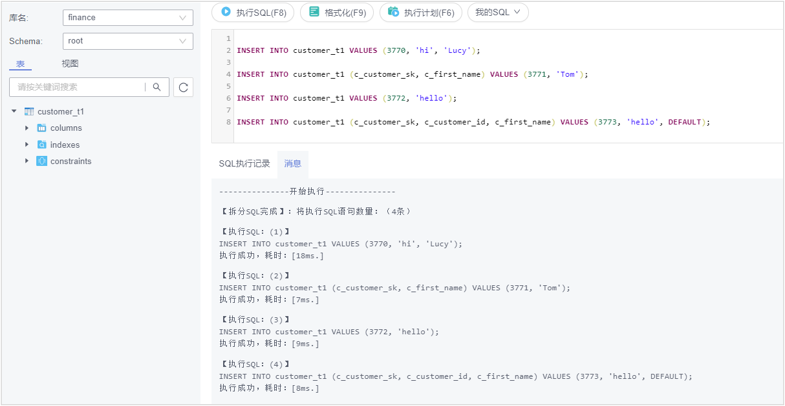 库名: finance
Schema: root
表 视图
请按关键词搜索
customer_t1
columns
indexes
constraints
执行SQL(F8) 格式化(F9) 执行计划(F6) 我的SQL
1
2 INSERT INTO customer_t1 VALUES (3770, 'hi', 'Lucy');
3
4 INSERT INTO customer_t1 (c_customer_sk, c_first_name) VALUES (3771, 'Tom');
5
6 INSERT INTO customer_t1 VALUES (3772, 'hello');
7
8 INSERT INTO customer_t1 (c_customer_sk, c_customer_id, c_first_name) VALUES (3773, 'hello', DEFAULT);
SQL执行记录 消息
---------------开始执行---------------
【拆分SQL完成】: 将执行SQL语句数量: (4条)
【执行SQL: (1)】
INSERT INTO customer_t1 VALUES (3770, 'hi', 'Lucy');
执行成功, 耗时: [18ms.]
【执行SQL: (2)】
INSERT INTO customer_t1 (c_customer_sk, c_first_name) VALUES (3771, 'Tom');
执行成功, 耗时: [7ms.]
【执行SQL: (3)】
INSERT INTO customer_t1 VALUES (3772, 'hello');
执行成功, 耗时: [9ms.]
【执行SQL: (4)】
INSERT INTO customer_t1 (c_customer_sk, c_customer_id, c_first_name) VALUES (3773, 'hello', DEFAULT);
执行成功, 耗时: [8ms.]